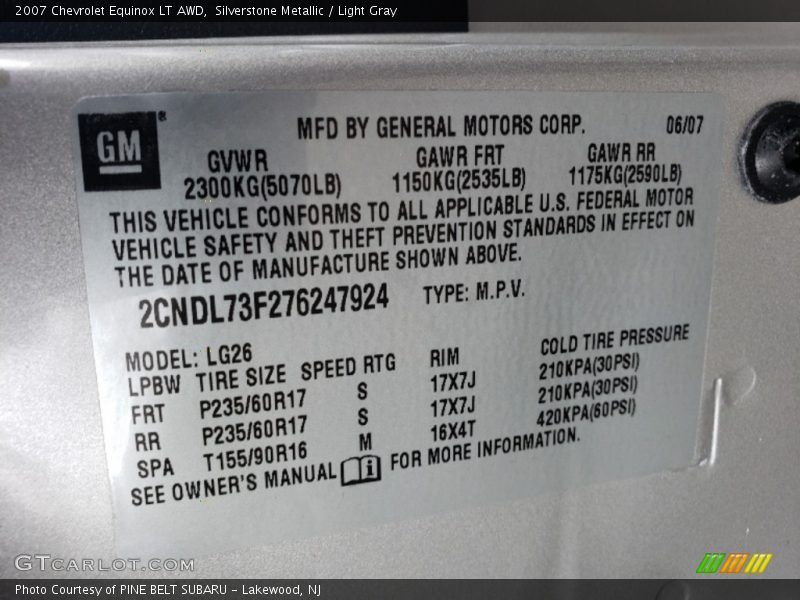 2007 Chevrolet Equinox LT AWD, Silverstone Metallic / Light Gray
GM®
MFD BY GENERAL MOTORS CORP. 06/07
GVWR GAWR FRT GAWR RR
2300KG(5070LB) 1150KG(2535LB) 1175KG(2590LB)
THIS VEHICLE CONFORMS TO ALL APPLICABLE U.S. FEDERAL MOTOR
VEHICLE SAFETY AND THEFT PREVENTION STANDARDS IN EFFECT ON
THE DATE OF MANUFACTURE SHOWN ABOVE.
2CNDL73F276247924 TYPE: M.P.V.
MODEL: LG26
LPBW TIRE SIZE SPEED RTG RIM COLD TIRE PRESSURE
FRT P235/60R17 S 17X7J 210KPA(30PSI)
RR P235/60R17 S 17X7J 210KPA(30PSI)
SPA T155/90R16 M 16X4T 420KPA(60PSI)
SEE OWNER'S MANUAL i FOR MORE INFORMATION.
GTCARLOT.COM
Photo Courtesy of PINE BELT SUBARU - Lakewood, NJ